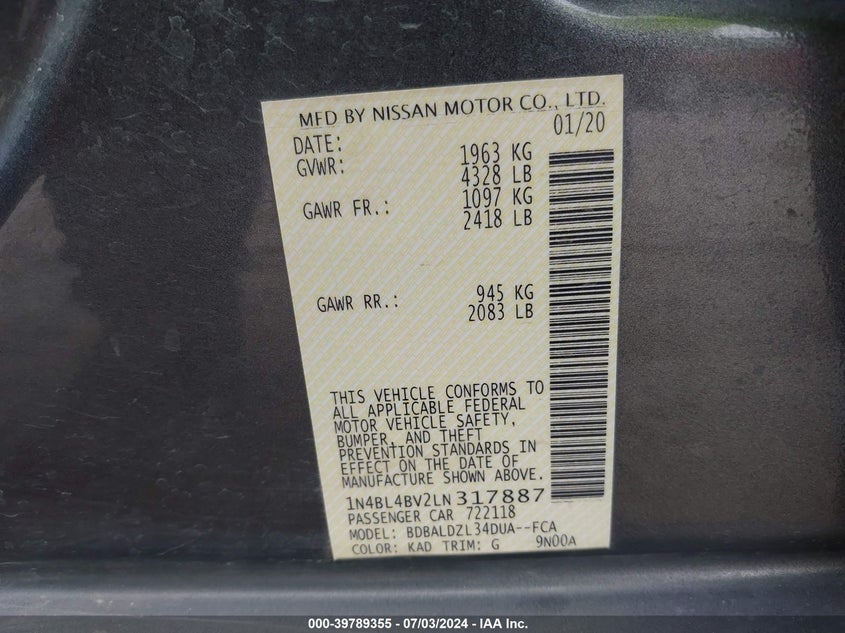 MFD BY NISSAN MOTOR CO., LTD.
DATE: 01/20
GVWR: 1963 KG
4328 LB
GAWR FR.: 1097 KG
2418 LB
GAWR RR.: 945 KG
2083 LB
THIS VEHICLE CONFORMS TO
ALL APPLICABLE FEDERAL
MOTOR VEHICLE SAFETY,
BUMPER, AND THEFT
PREVENTION STANDARDS IN
EFFECT ON THE DATE OF
MANUFACTURE SHOWN ABOVE.
1N4BL4BV2LN317887
PASSENGER CAR 722118
MODEL: BDBALDZL34DUA--FCA
COLOR: KAD TRIM: G 9N00A
000-39789355 - 07/03/2024 - IAA Inc.